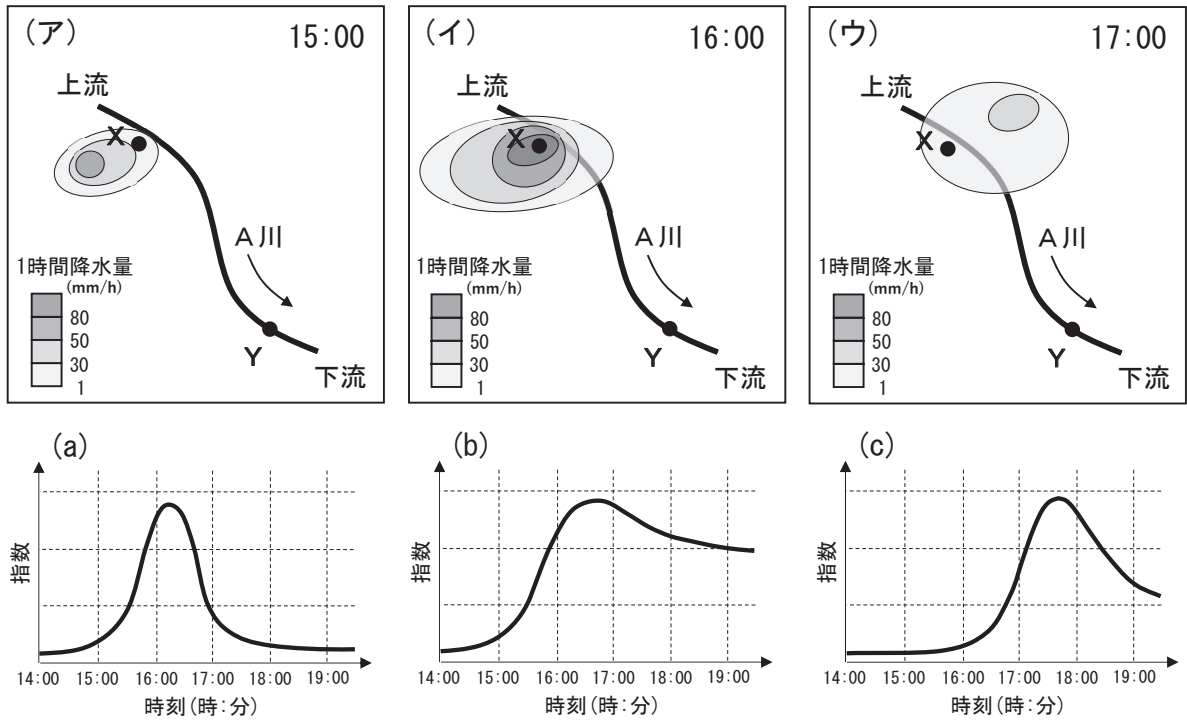 (ア) 15:00
上流
X
A川
1時間降水量
(mm/h)
80
50
30
1
Y
下流
(イ) 16:00
上流
X
A川
1時間降水量
(mm/h)
80
50
30
1
Y
下流
(ウ) 17:00
上流
X
A川
1時間降水量
(mm/h)
80
50
30
1
Y
下流
(a)
指数
14:00 15:00 16:00 17:00 18:00 19:00
時刻(時:分)
(b)
指数
14:00 15:00 16:00 17:00 18:00 19:00
時刻(時:分)
(c)
指数
14:00 15:00 16:00 17:00 18:00 19:00
時刻(時:分)